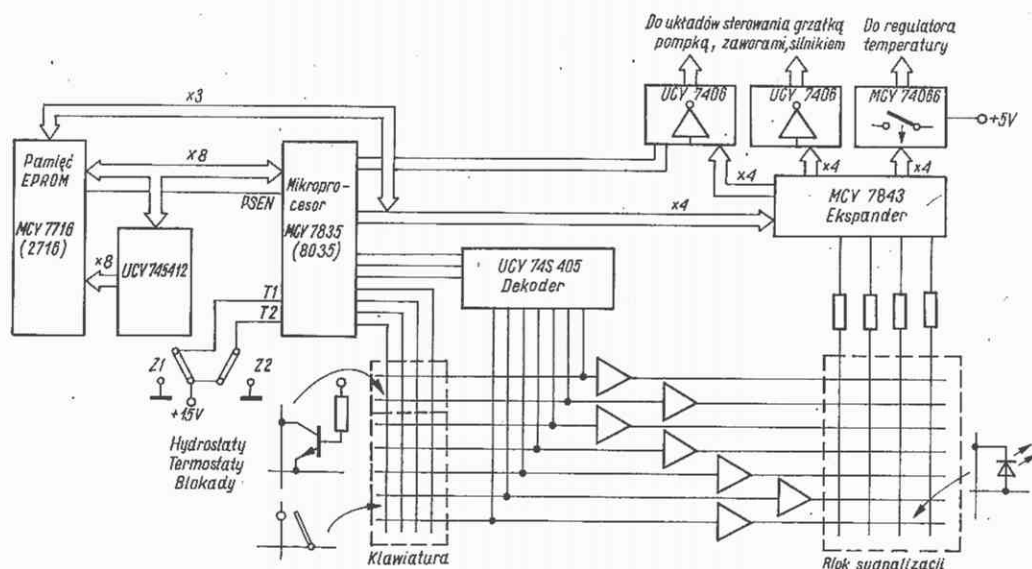 Do układów sterowania grzałką
pompką, zaworami, silnikiem
Do regulatora
temperatury
UCY 7406
UCY 7406
MCY 74066
+5V
x3
x8
Pamięć
EPROM
MCY 7716
(2716)
PSEN
Mikropro-
cesor
MCY 7835
(8035)
x4
x4
x4
x4
MCY 7843
Ekspander
x8
UCY 74S412
UCY 74S405
Dekoder
T1
T2
Z1
Z2
+15V
Hydrostaty
Termostaty
Blokady
Klawiatura
Blok sygnalizacji